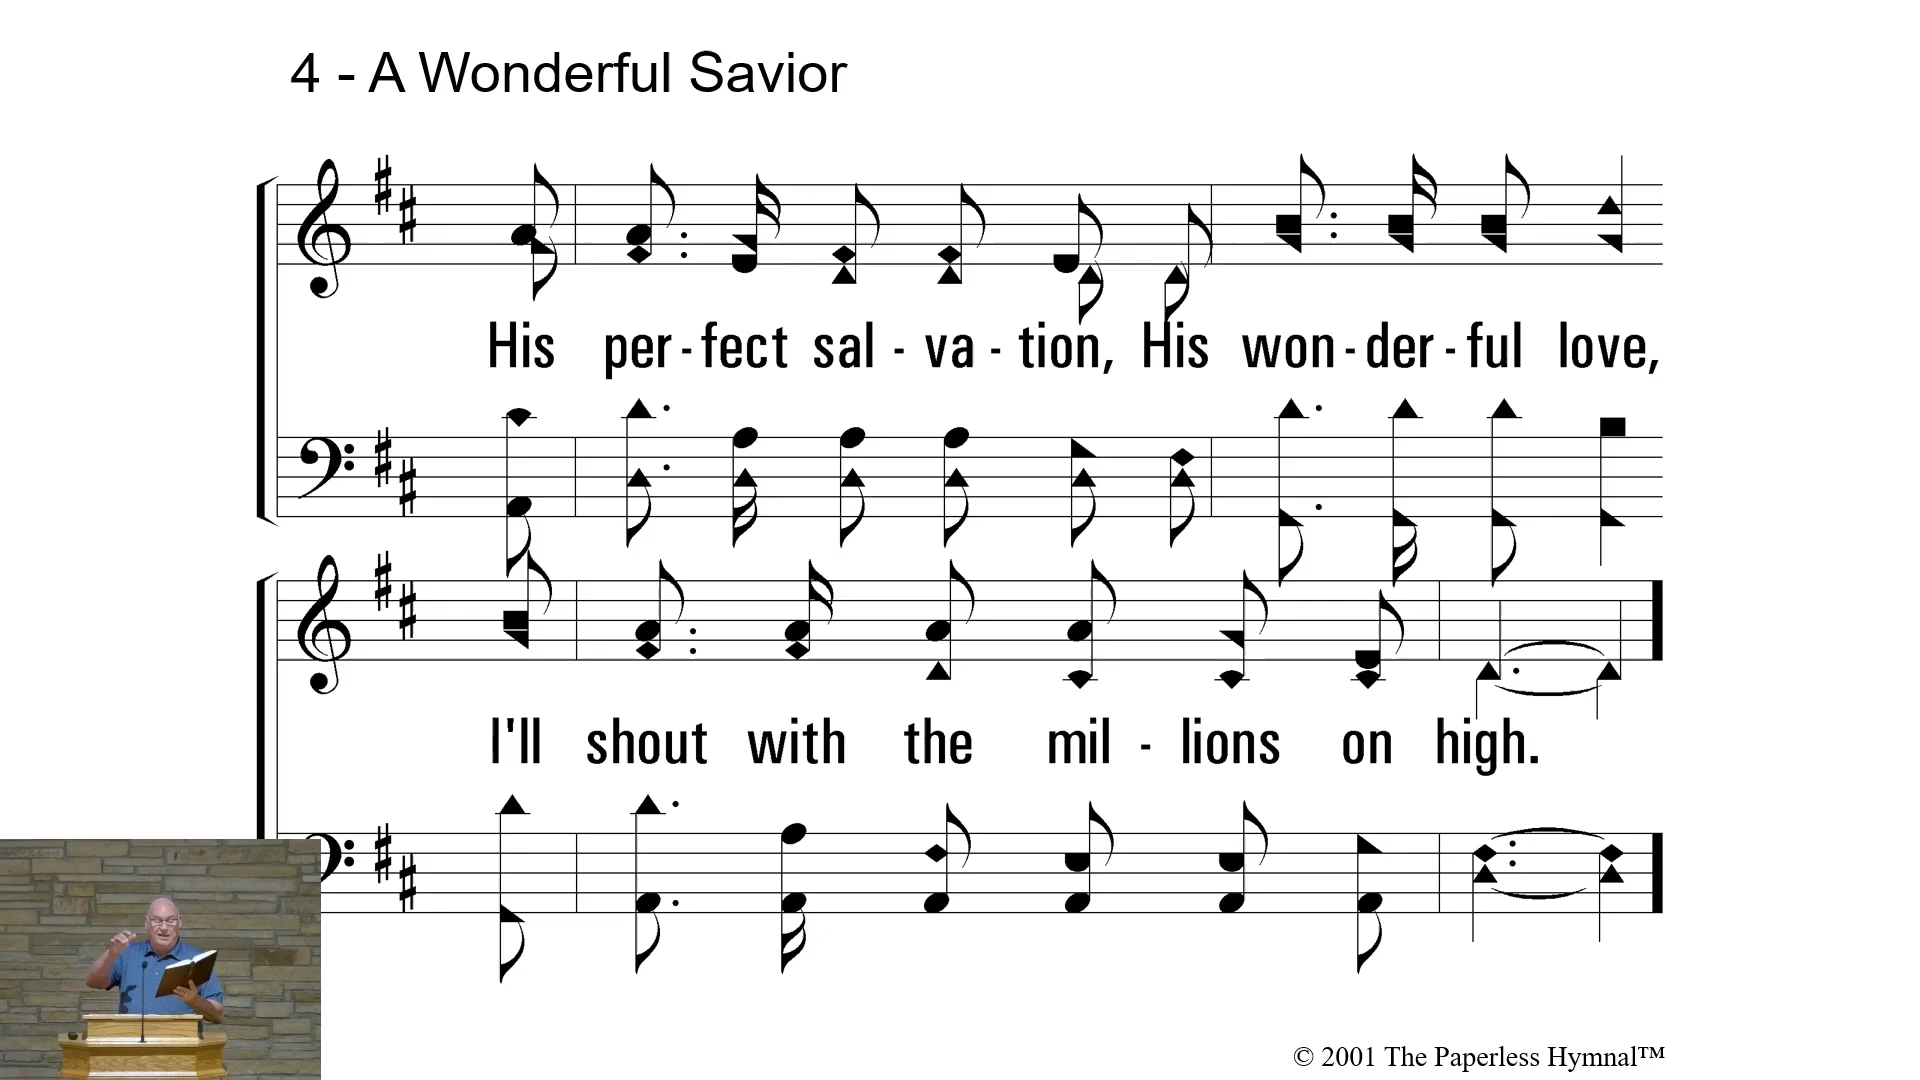 4 - A Wonderful Savior
His per - fect sal - va - tion, His won - der - ful love,
I'll shout with the mil - lions on high.
© 2001 The Paperless Hymnal™